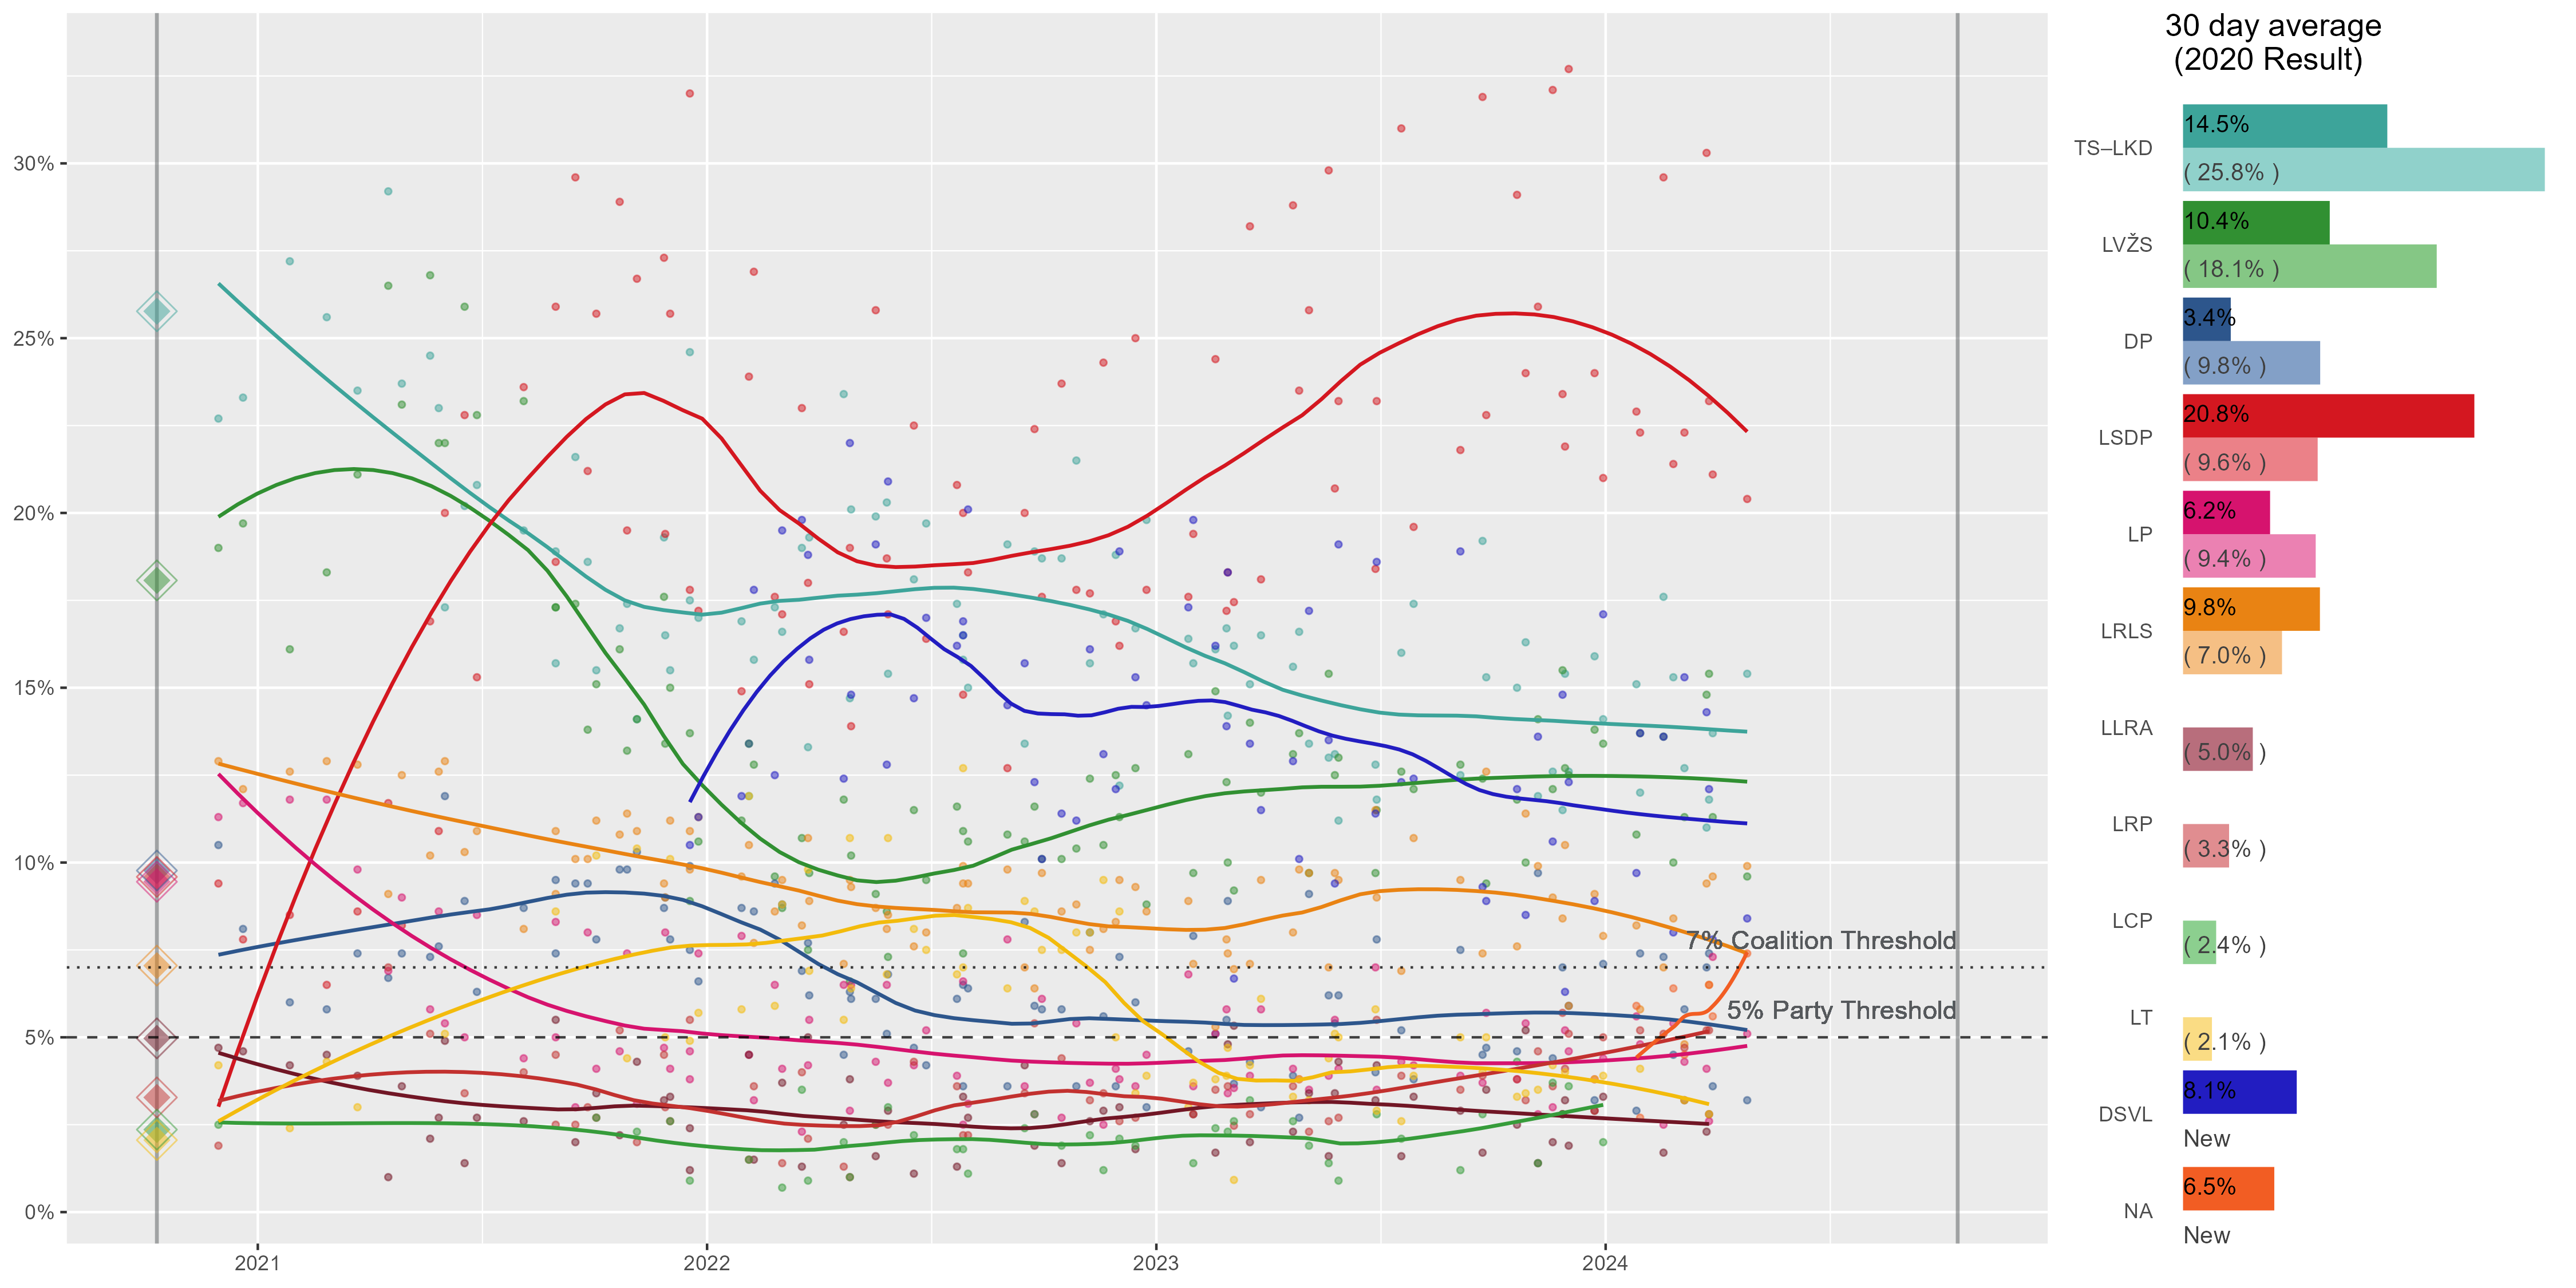 30 day average
(2020 Result)
30%
25%
20%
15%
10%
5%
0%
2021
2022
2023
2024
7% Coalition Threshold
5% Party Threshold
TS–LKD
14.5%
( 25.8% )
LVŽS
10.4%
( 18.1% )
DP
3.4%
( 9.8% )
LSDP
20.8%
( 9.6% )
LP
6.2%
( 9.4% )
LRLS
9.8%
( 7.0% )
LLRA
( 5.0% )
LRP
( 3.3% )
LCP
( 2.4% )
LT
( 2.1% )
DSVL
8.1%
New
NA
6.5%
New